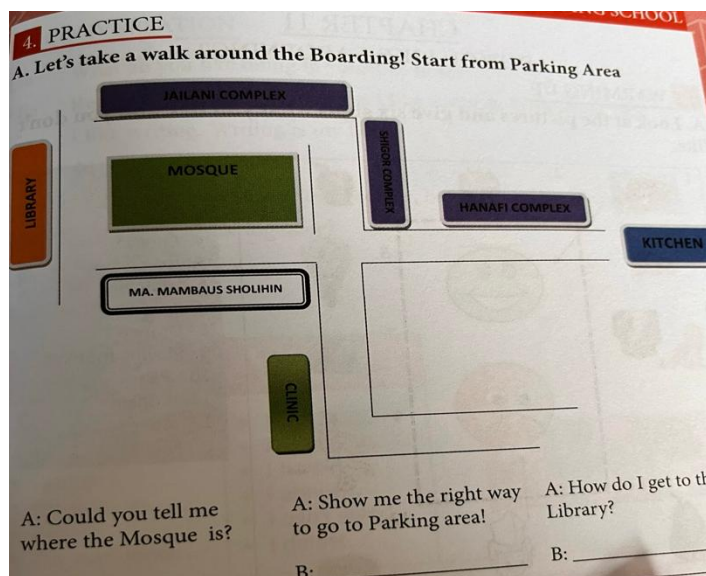 NG SCHOOL
4. PRACTICE
A. Let's take a walk around the Boarding! Start from Parking Area
JAILANI COMPLEX
LIBRARY
MOSQUE
SHIGOR COMPLEX
HANAFI COMPLEX
KITCHEN
MA. MAMBAUS SHOLIHIN
CLINIC
A: Could you tell me
where the Mosque is?
A: Show me the right way
to go to Parking area!
B:
A: How do I get to th
Library?
B: